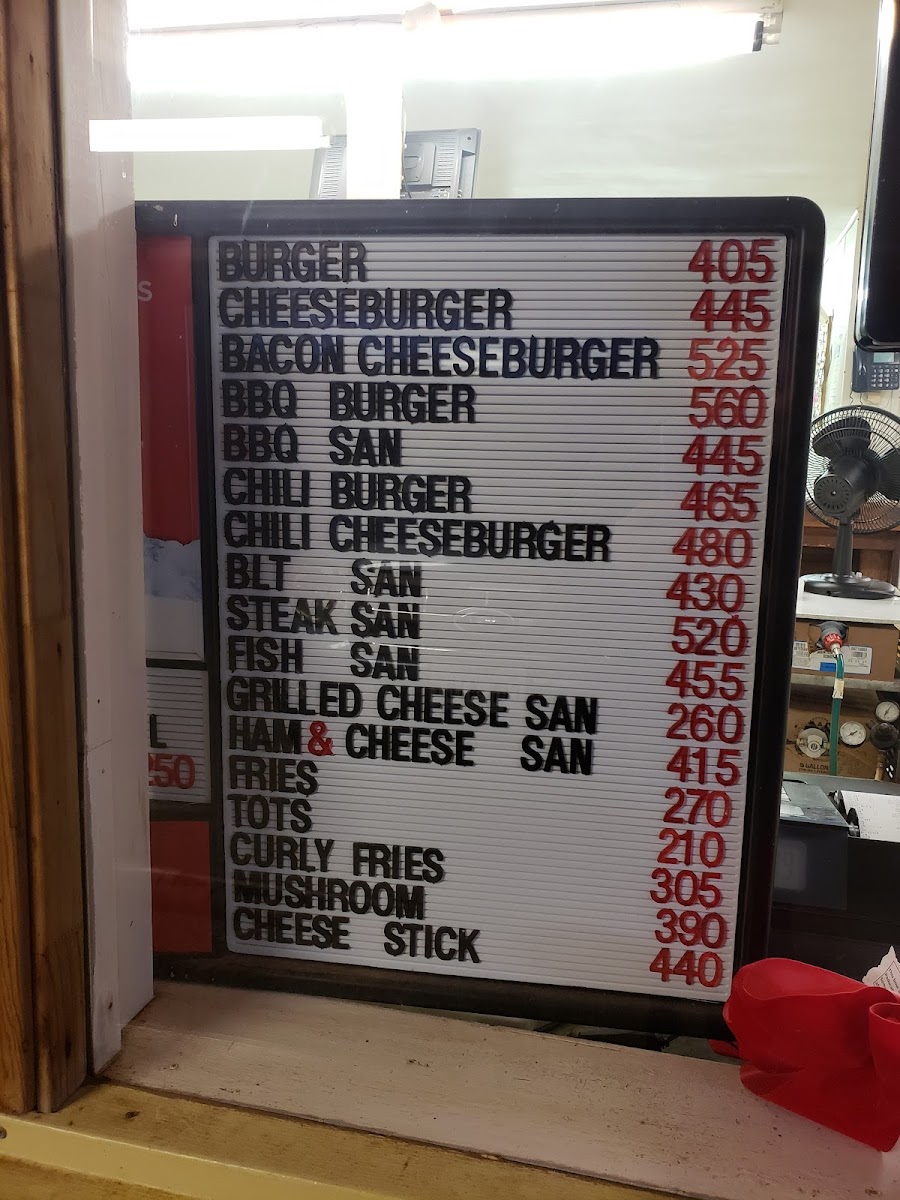 BURGER 405
CHEESEBURGER 445
BACON CHEESEBURGER 525
BBQ BURGER 560
BBQ SAN 445
CHILI BURGER 465
CHILI CHEESEBURGER 480
BLT SAN 430
STEAK SAN 520
FISH SAN 455
GRILLED CHEESE SAN 260
HAM & CHEESE SAN 415
FRIES 270
TOTS 210
CURLY FRIES 305
MUSHROOM 390
CHEESE STICK 440
S
L
250